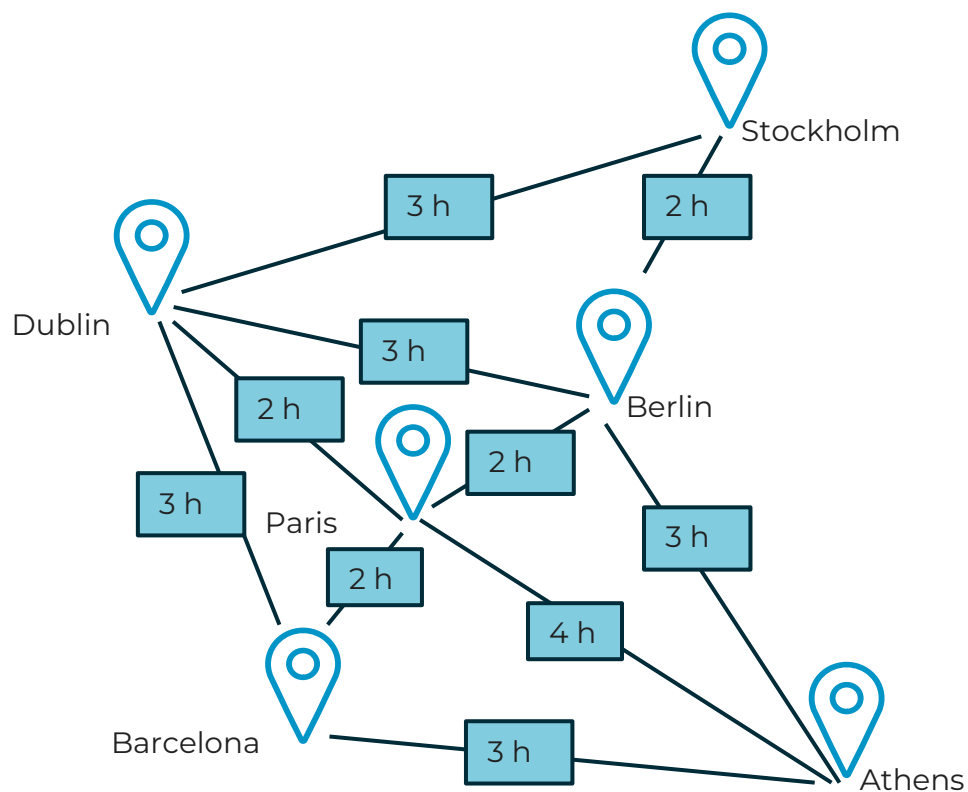 Stockholm
3 h
2 h
Dublin
3 h
Berlin
2 h
2 h
3 h
Paris
3 h
2 h
4 h
Barcelona
3 h
Athens